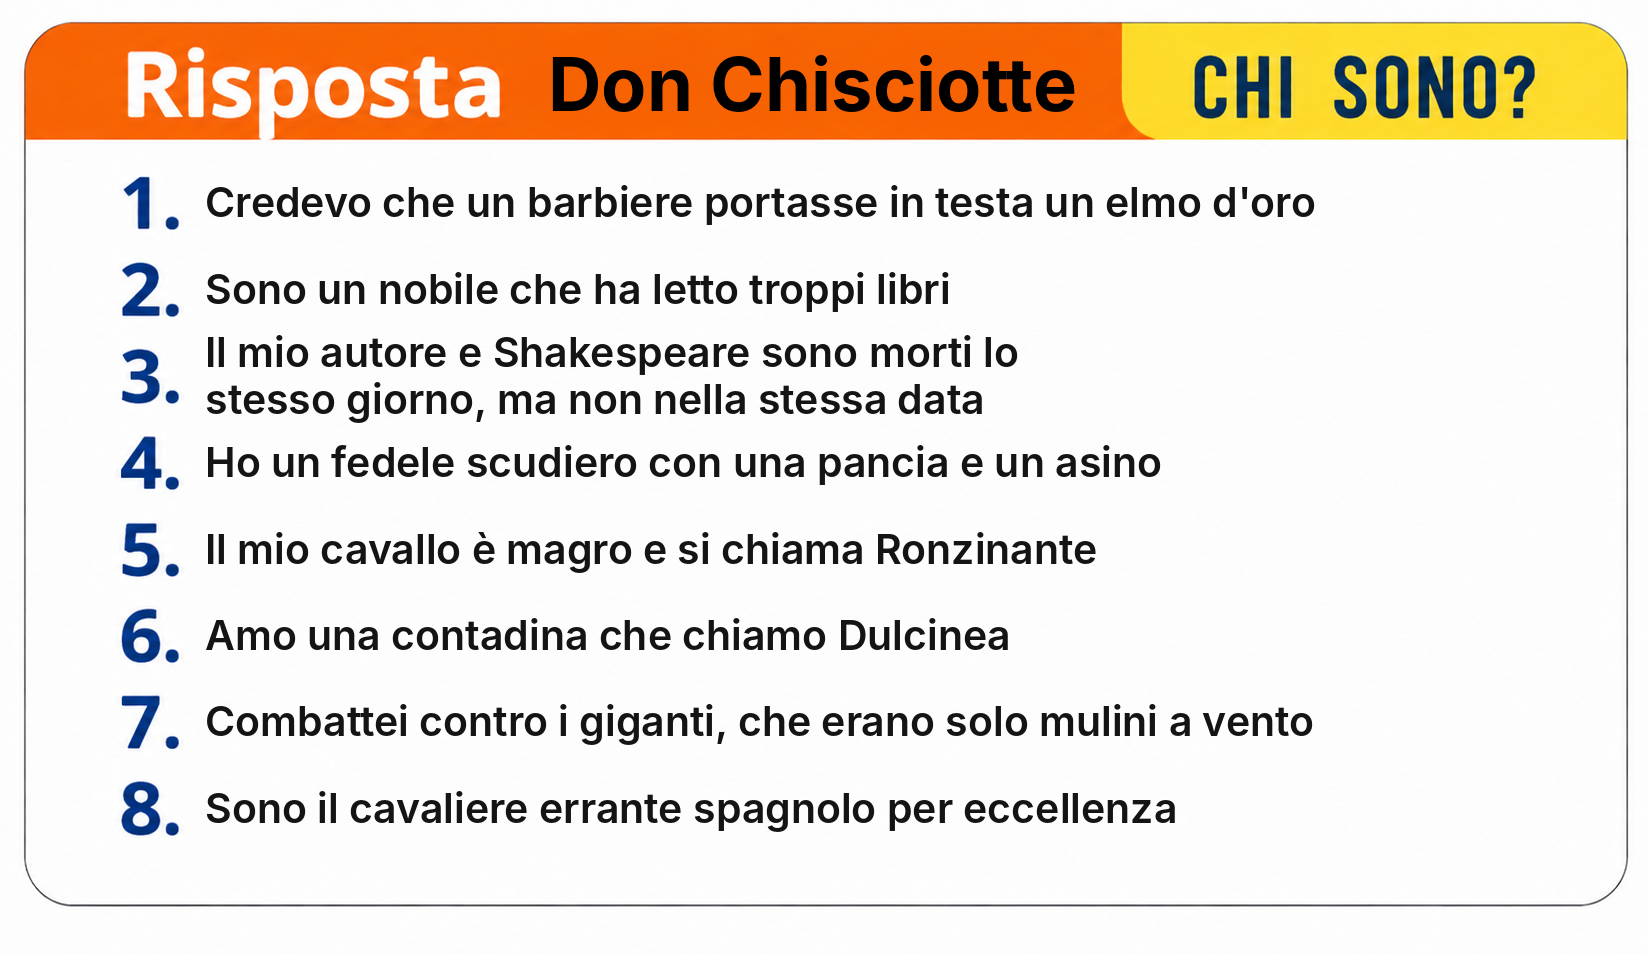 Risposta Don Chisciotte CHI SONO?
1. Credevo che un barbiere portasse in testa un elmo d'oro
2. Sono un nobile che ha letto troppi libri
3. Il mio autore e Shakespeare sono morti lo
stesso giorno, ma non nella stessa data
4. Ho un fedele scudiero con una pancia e un asino
5. Il mio cavallo è magro e si chiama Ronzinante
6. Amo una contadina che chiamo Dulcinea
7. Combattei contro i giganti, che erano solo mulini a vento
8. Sono il cavaliere errante spagnolo per eccellenza